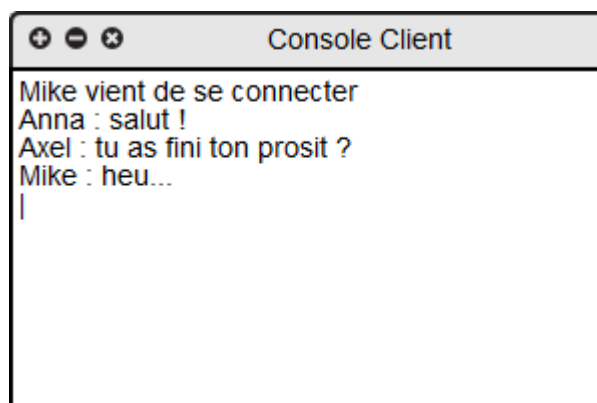 Console Client
Mike vient de se connecter
Anna : salut !
Axel : tu as fini ton prosit ?
Mike : heu...